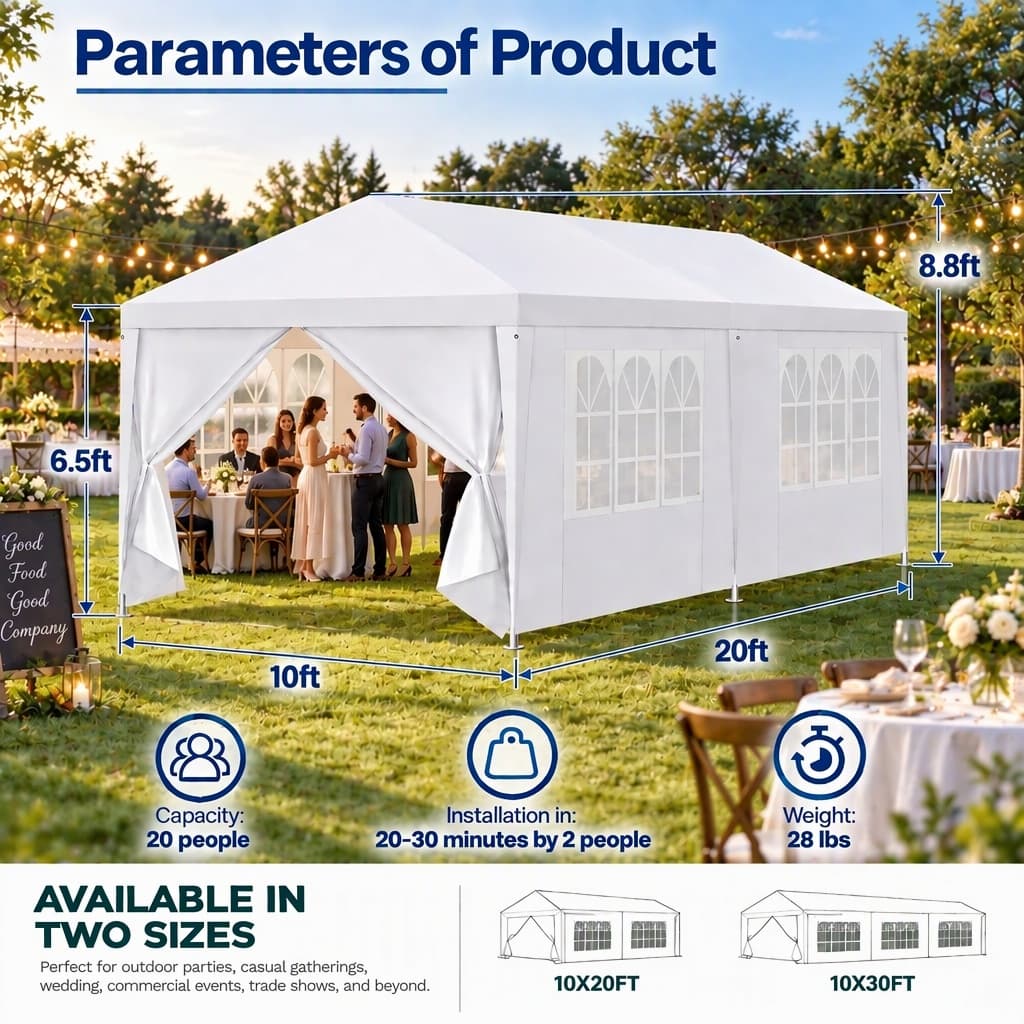 Parameters of Product
8.8ft
6.5ft
Good
Food
Good
Company
10ft
20ft
Capacity:
20 people
Installation in:
20-30 minutes by 2 people
Weight:
28 lbs
AVAILABLE IN
TWO SIZES
Perfect for outdoor parties, casual gatherings,
wedding, commercial events, trade shows, and beyond.
10X20FT
10X30FT